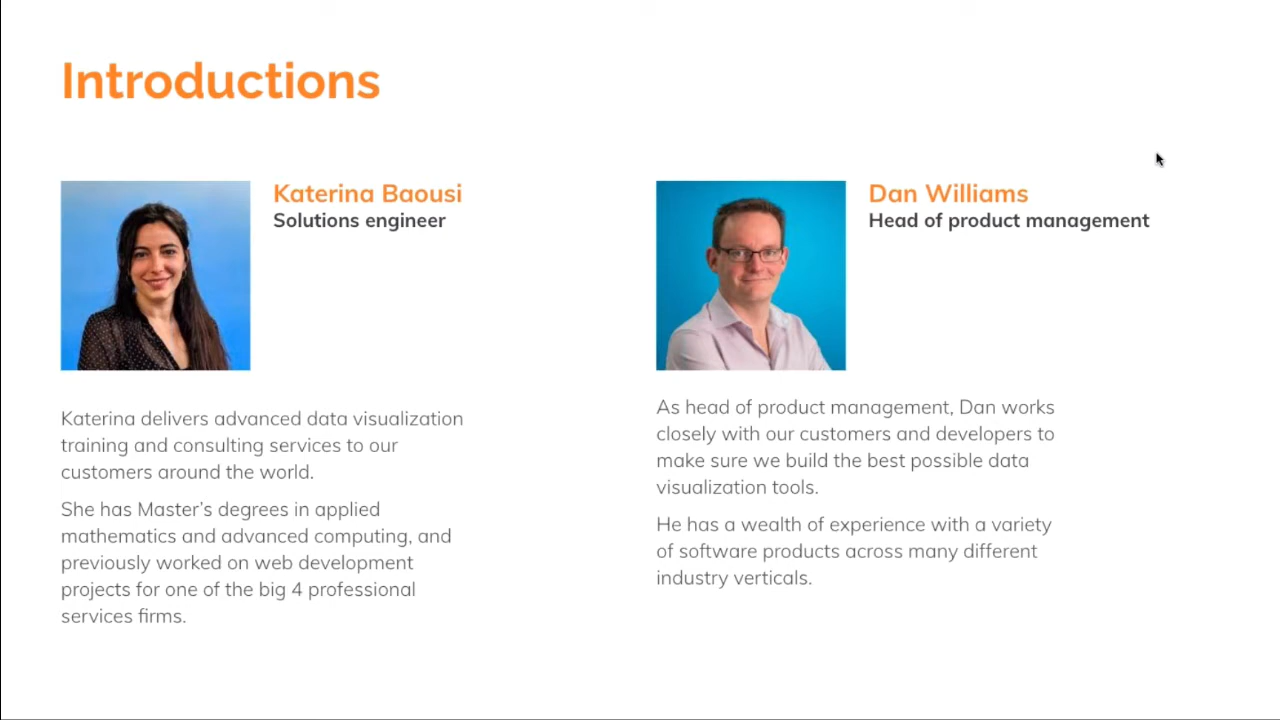 Introductions
Katerina Baousi
Solutions engineer
Katerina delivers advanced data visualization
training and consulting services to our
customers around the world.
She has Master’s degrees in applied
mathematics and advanced computing, and
previously worked on web development
projects for one of the big 4 professional
services firms.
Dan Williams
Head of product management
As head of product management, Dan works
closely with our customers and developers to
make sure we build the best possible data
visualization tools.
He has a wealth of experience with a variety
of software products across many different
industry verticals.